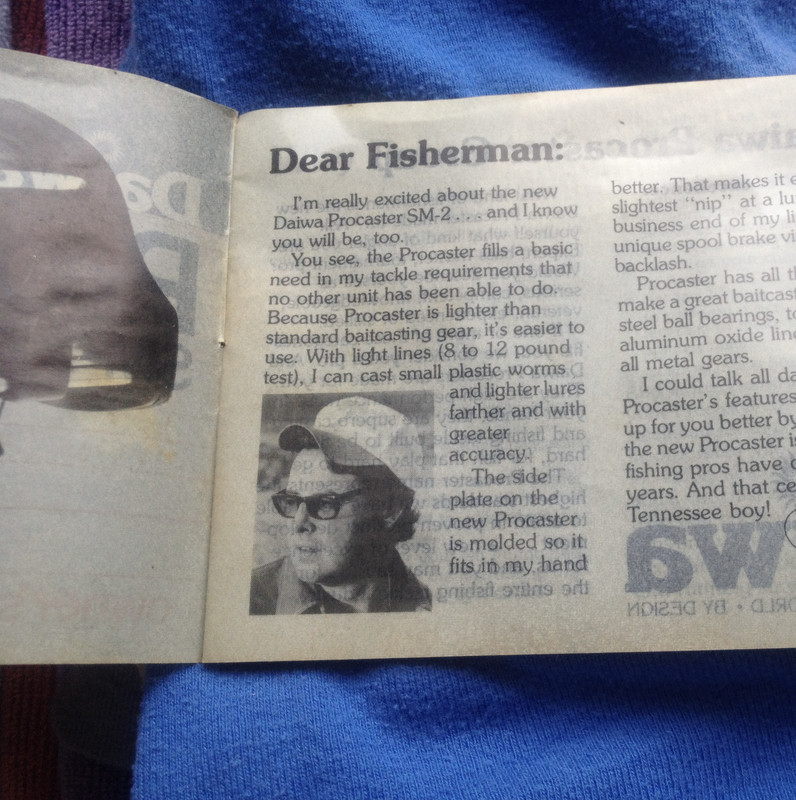 Dear Fisherman:
I'm really excited about the new
Daiwa Procaster SM-2 . . . and I know
you will be, too.
You see, the Procaster fills a basic
need in my tackle requirements that
no other unit has been able to do.
Because Procaster is lighter than
standard baitcasting gear, it's easier to
use. With light lines (8 to 12 pound
test), I can cast small plastic worms
and lighter lures
farther and with
greater
accuracy.
The side
plate on the
new Procaster
is molded so it
fits in my hand
better. That makes it
slightest "nip" at a
business end of my
unique spool brake
backlash.
Procaster has all
make a great
steel ball bearings,
aluminum oxide
all metal gears.
I could talk all
Procaster's features
up for you better by
the new Procaster
fishing pros have
years. And that
Tennessee boy!